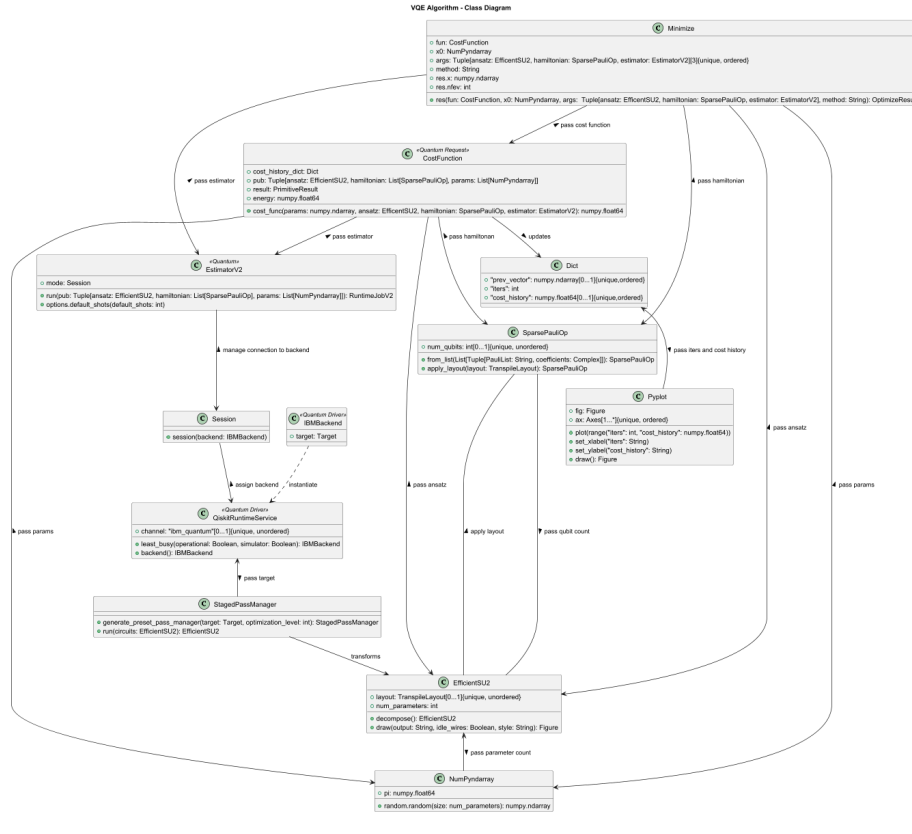 VQE Algorithm - Class Diagram
C Minimize
fun: CostFunction
x0: NumPyndarray
args: Tuple[ansatz: EfficentSU2, hamiltonian: SparsePauliOp, estimator: EstimatorV2][3]{unique, ordered}
method: String
res.x: numpy.ndarray
res.nfev: int
res(fun: CostFunction, x0: NumPyndarray, args: Tuple[ansatz: EfficentSU2, hamiltonian: SparsePauliOp, estimator: EstimatorV2], method: String): OptimizeResu
pass cost function
«Quantum Request»
C CostFunction
cost_history_dict: Dict
pub: Tuple[ansatz: EfficientSU2, hamiltonian: List[SparsePauliOp], params: List[NumPyndarray]]
result: PrimitiveResult
energy: numpy.float64
cost_func(params: numpy.ndarray, ansatz: EfficientSU2, hamiltonian: SparsePauliOp, estimator: EstimatorV2): numpy.float64
pass estimator
pass hamiltonian
pass estimator
pass hamiltonan
updates
«Quantum»
C EstimatorV2
mode: Session
run(pub: Tuple[ansatz: EfficientSU2, hamiltonian: List[SparsePauliOp], params: List[NumPyndarray]]): RuntimeJobV2
options.default_shots(default_shots: int)
C Dict
"prev_vector": numpy.ndarray[0...1]{unique,ordered}
"iters": int
"cost_history": numpy.float64[0...1]{unique,ordered}
C SparsePauliOp
num_qubits: int[0...1]{unique, unordered}
from_list(List[Tuple[PauliList: String, coefficients: Complex]]): SparsePauliOp
apply_layout(layout: TranspileLayout): SparsePauliOp
manage connection to backend
pass iters and cost history
C Pyplot
fig: Figure
ax: Axes[1...*]{unique, ordered}
plot(range("iters": int, "cost_history": numpy.float64))
set_xlabel("iters": String)
set_ylabel("cost_history": String)
draw(): Figure
C Session
session(backend: IBMBackend)
«Quantum Driver»
C IBMBackend
target: Target
pass ansatz
assign backend
instantiate
pass ansatz
pass params
«Quantum Driver»
C QiskitRuntimeService
channel: "ibm_quantum"[0...1]{unique, unordered}
least_busy(operational: Boolean, simulator: Boolean): IBMBackend
backend(): IBMBackend
pass params
apply layout
pass qubit count
pass target
C StagedPassManager
generate_preset_pass_manager(target: Target, optimization_level: int): StagedPassManager
run(circuits: EfficientSU2): EfficientSU2
transforms
C EfficientSU2
layout: TranspileLayout[0...1]{unique, unordered}
num_parameters: int
decompose(): EfficientSU2
draw(output: String, idle_wires: Boolean, style: String): Figure
pass parameter count
C NumPyndarray
pi: numpy.float64
random.random(size: num_parameters): numpy.ndarray